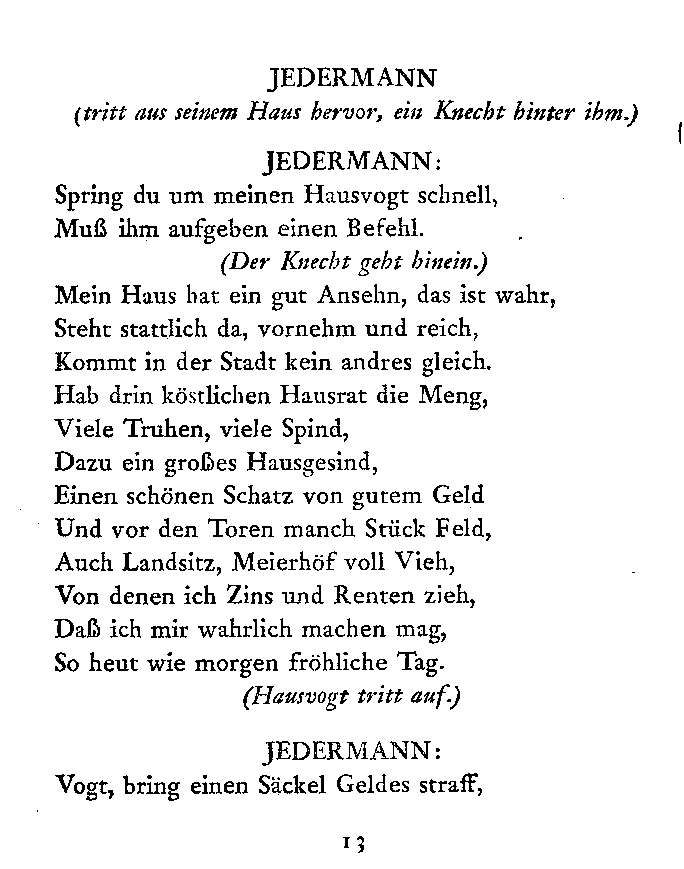 JEDERMANN
(tritt aus seinem Haus hervor, ein Knecht hinter ihm.)
JEDERMANN:
Spring du um meinen Hausvogt schnell,
Muß ihm aufgeben einen Befehl.
(Der Knecht geht hinein.)
Mein Haus hat ein gut Ansehn, das ist wahr,
Steht stattlich da, vornehm und reich,
Kommt in der Stadt kein andres gleich.
Hab drin köstlichen Hausrat die Meng,
Viele Truhen, viele Spind,
Dazu ein großes Hausgesind,
Einen schönen Schatz von gutem Geld
Und vor den Toren manch Stück Feld,
Auch Landsitz, Meierhöf voll Vieh,
Von denen ich Zins und Renten zieh,
Daß ich mir wahrlich machen mag,
So heut wie morgen fröhliche Tag.
(Hausvogt tritt auf.)
JEDERMANN:
Vogt, bring einen Säckel Geldes straff,
13